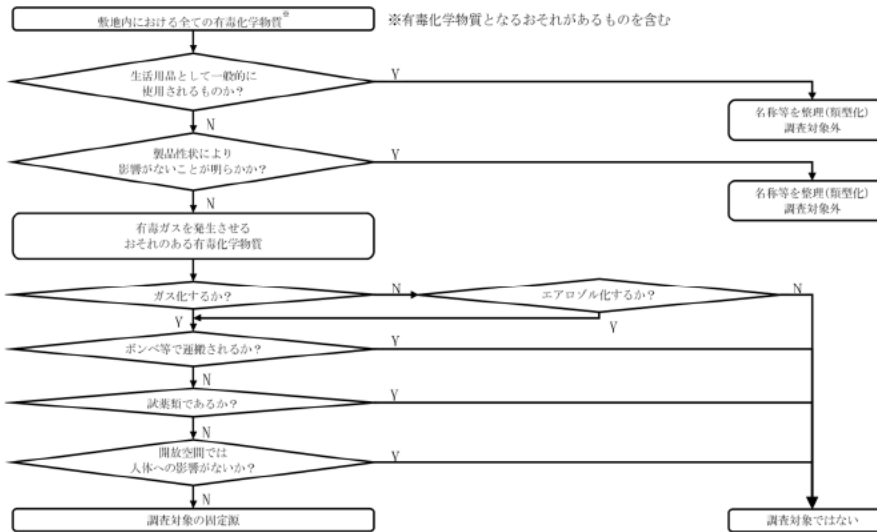 敷地内における全ての有毒化学物質※
※有毒化学物質となるおそれがあるものを含む
生活用品として一般的に
使用されるものか？
Y
N
名称等を整理(類型化)
調査対象外
製品性状により
影響がないことが明らかか？
Y
N
名称等を整理(類型化)
調査対象外
有毒ガスを発生させる
おそれのある有毒化学物質
ガス化するか？
N
エアロゾル化するか？
N
Y
Y
ボンベ等で運搬されるか？
Y
N
試薬類であるか？
Y
N
開放空間では
人体への影響がないか？
Y
N
調査対象の固定源
調査対象ではない